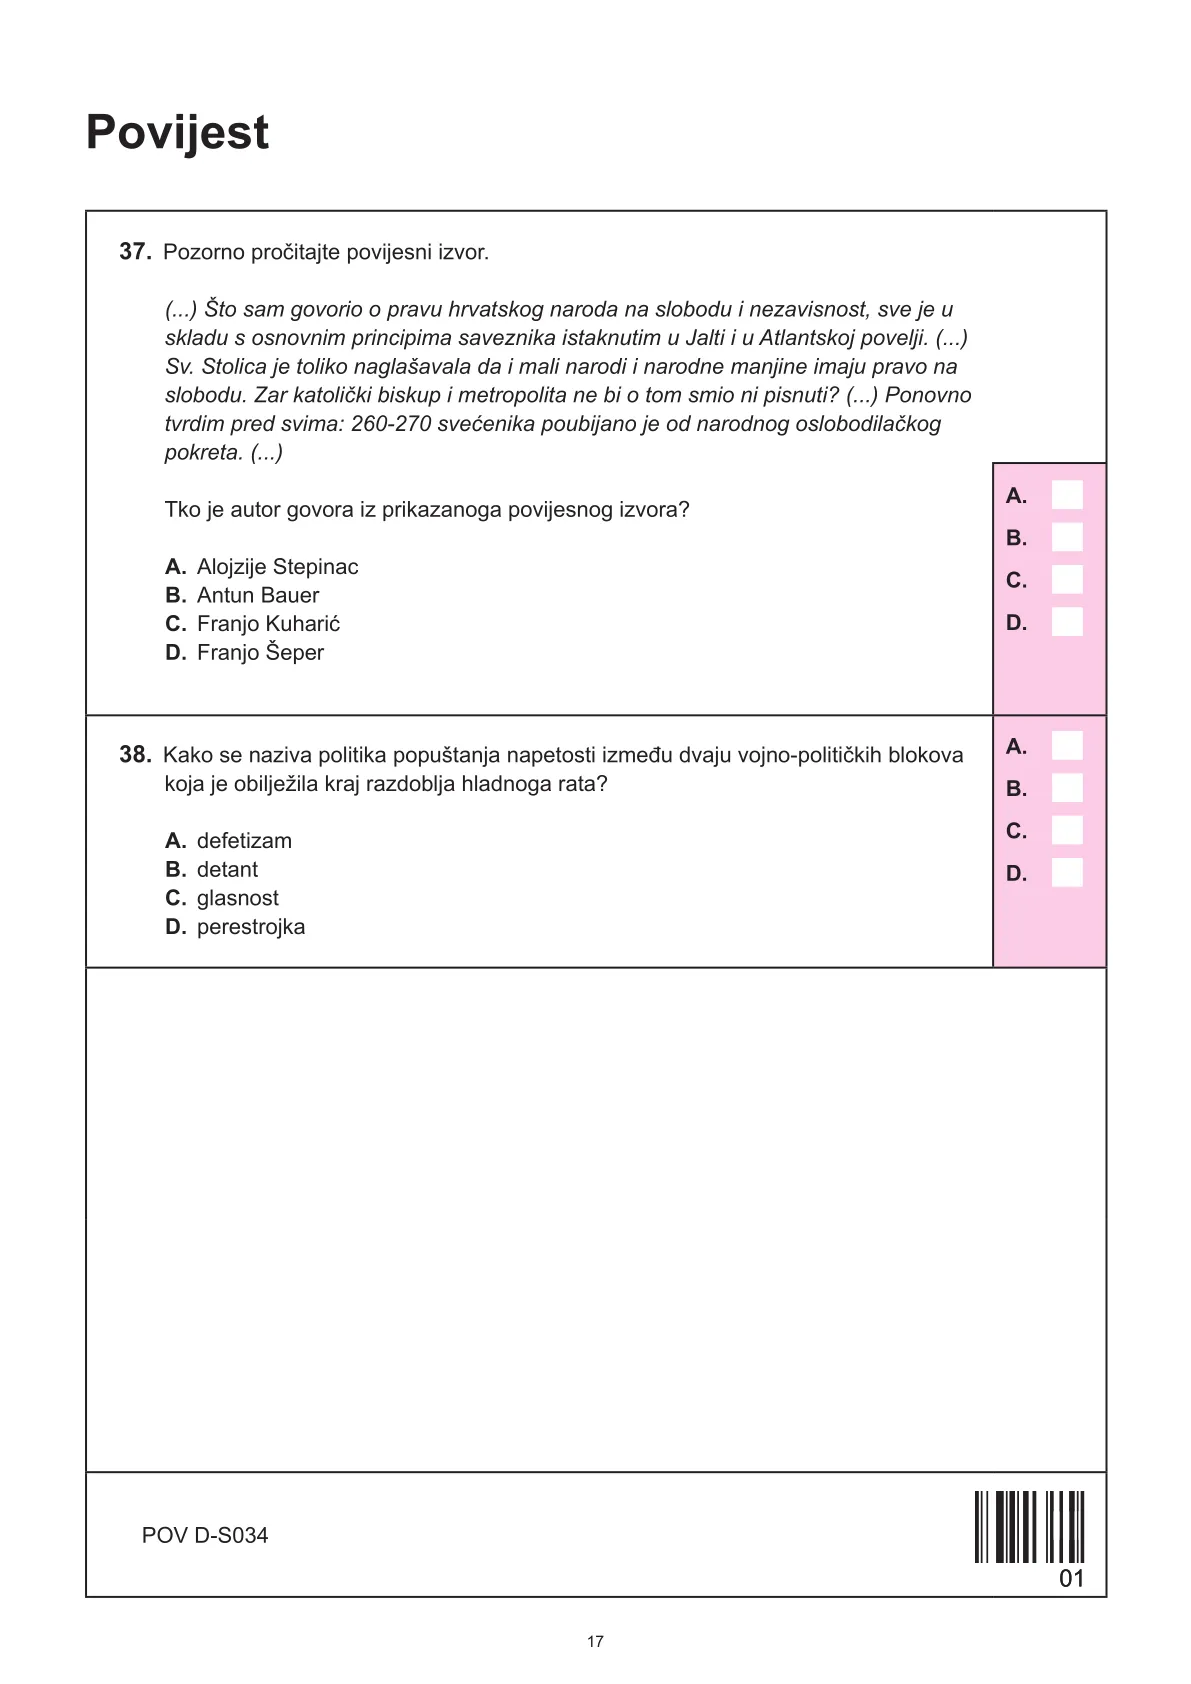 Povijest
37. Pozorno pročitajte povijesni izvor.
(...) Što sam govorio o pravu hrvatskog naroda na slobodu i nezavisnost, sve je u
skladu s osnovnim principima saveznika istaknutim u Jalti i u Atlantskoj povelji. (...)
Sv. Stolica je toliko naglašavala da i mali narodi i narodne manjine imaju pravo na
slobodu. Zar katolički biskup i metropolita ne bi o tom smio ni pisnuti? (...) Ponovno
tvrdim pred svima: 260-270 svećenika poubijano je od narodnog oslobodilačkog
pokreta. (...)
Tko je autor govora iz prikazanoga povijesnog izvora?
A. Alojzije Stepinac
B. Antun Bauer
C. Franjo Kuharić
D. Franjo Šeper
A.
B.
C.
D.
38. Kako se naziva politika popuštanja napetosti između dvaju vojno-političkih blokova
koja je obilježila kraj razdoblja hladnoga rata?
A. defetizam
B. detant
C. glasnost
D. perestrojka
A.
B.
C.
D.
POV D-S034
01
17